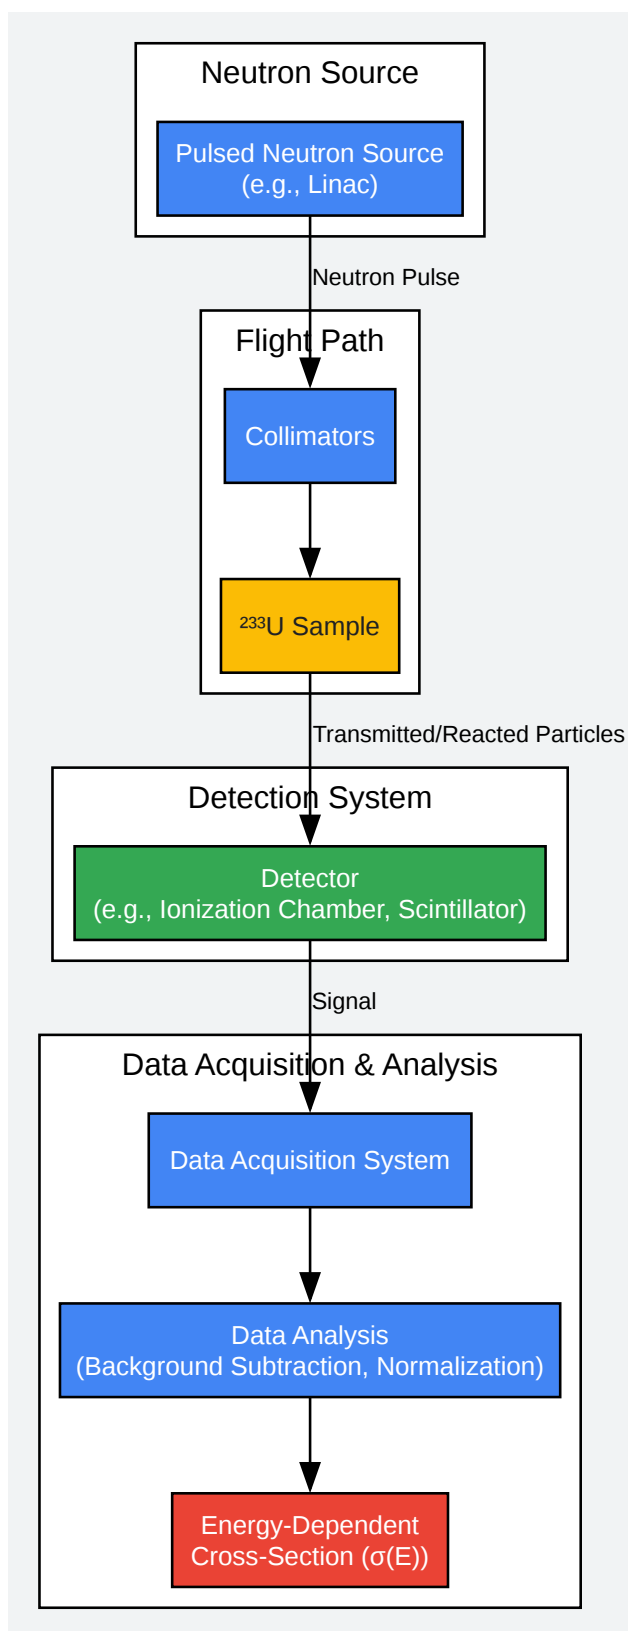 Neutron Source
Pulsed Neutron Source
(e.g., Linac)
Neutron Pulse
Flight Path
Collimators
²³³U Sample
Transmitted/Reacted Particles
Detection System
Detector
(e.g., Ionization Chamber, Scintillator)
Signal
Data Acquisition & Analysis
Data Acquisition System
Data Analysis
(Background Subtraction, Normalization)
Energy-Dependent
Cross-Section (σ(E))